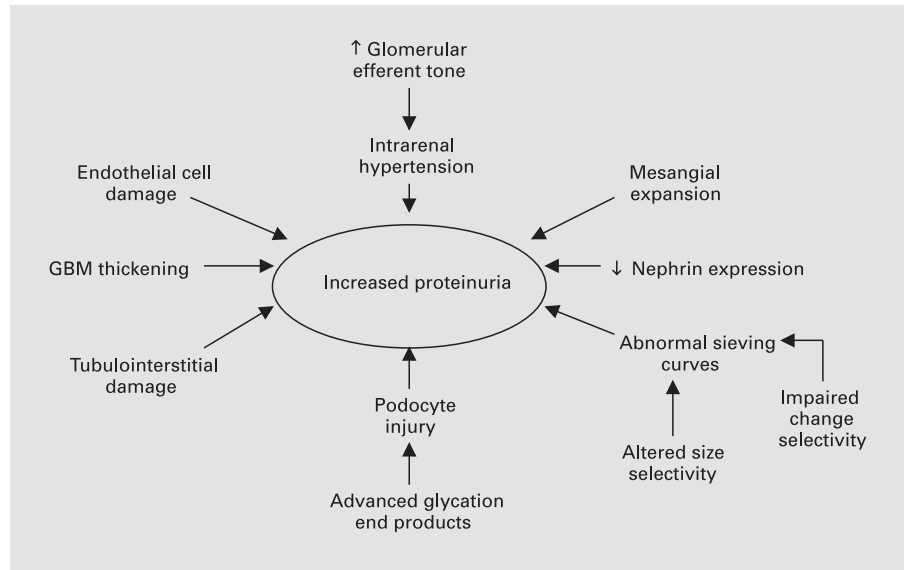 ↑ Glomerular
efferent tone
Intrarenal
hypertension
Endothelial cell
damage
Mesangial
expansion
GBM thickening
Increased proteinuria
↓ Nephrin expression
Tubulointerstitial
damage
Abnormal sieving
curves
Podocyte
injury
Impaired
change
selectivity
Altered size
selectivity
Advanced glycation
end products